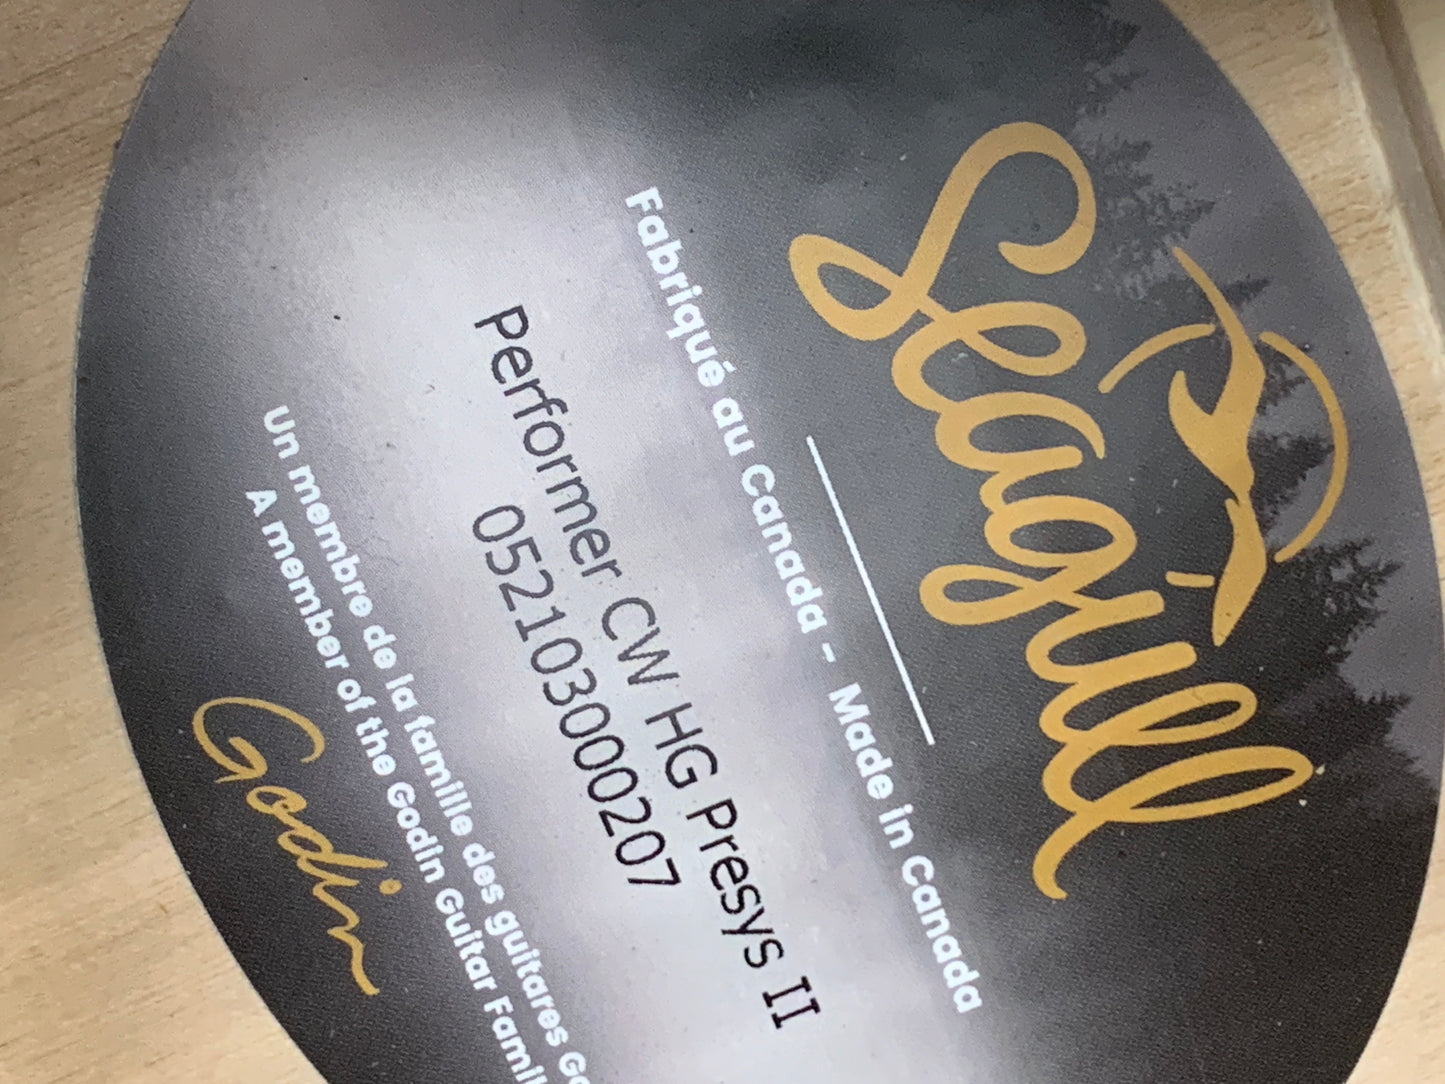 Seagull
Fabriqué au Canada - Made in Canada
Performer CW HG Presys II
052103000207
Un membre de la famille des guitares
A member of the Godin Guitar
Godin